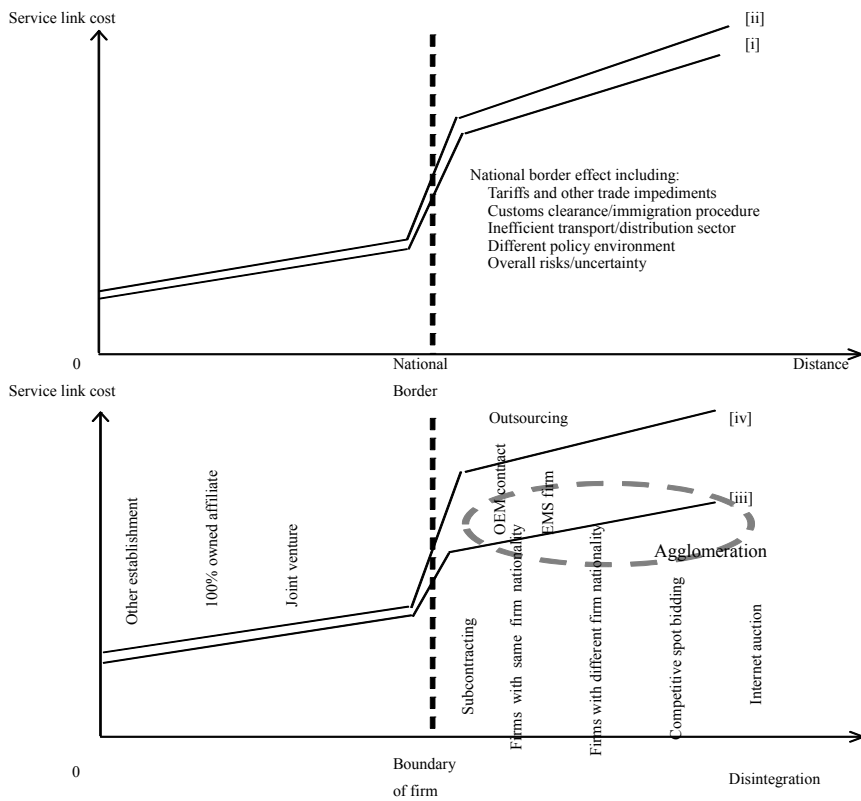 Service link cost
[ii]
[i]
National border effect including:
Tariffs and other trade impediments
Customs clearance/immigration procedure
Inefficient transport/distribution sector
Different policy environment
Overall risks/uncertainty
0
National
Distance
Service link cost
Border
Outsourcing
[iv]
[iii]
Other establishment
100% owned affiliate
Joint venture
OEM contract
EMS firm
Agglomeration
Subcontracting
Firms with same firm nationality
Firms with different firm nationality
Competitive spot bidding
Internet auction
0
Boundary
of firm
Disintegration